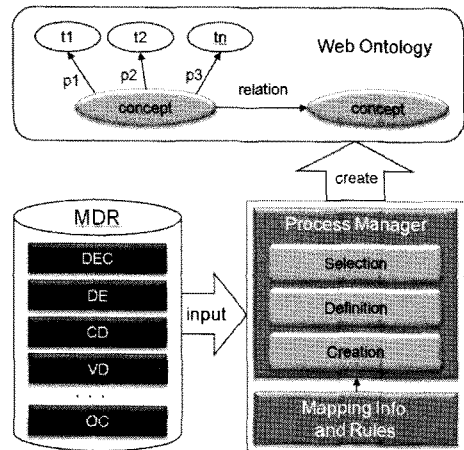 t1 t2 tn
Web Ontology
p1 p2 p3
relation
concept
concept
create
MDR
Process Manager
DEC
Selection
DE
input
Definition
CD
Creation
VD
. . .
Mapping Info
and Rules
OC